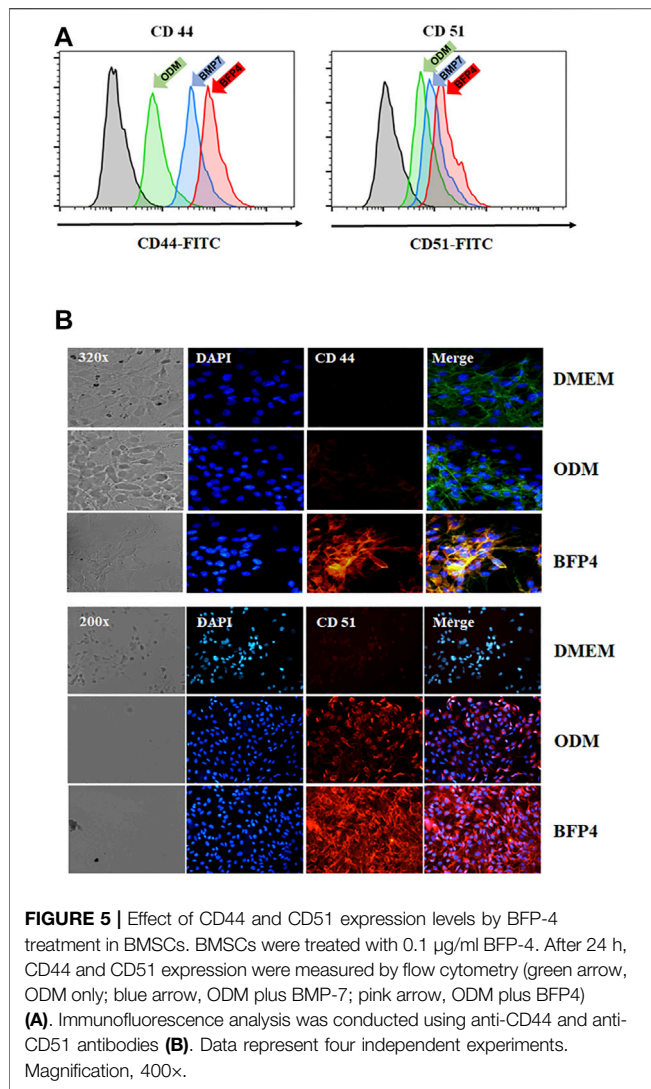 A
CD 44
CD 51
ODM
BMP7
BFP4
ODM
BMP7
BFP4
CD44-FITC
CD51-FITC
B
320x DAPI CD 44 Merge DMEM
ODM
BFP4
200x DAPI CD 51 Merge DMEM
ODM
BFP4
FIGURE 5 | Effect of CD44 and CD51 expression levels by BFP-4
treatment in BMSCs. BMSCs were treated with 0.1 μg/ml BFP-4. After 24 h,
CD44 and CD51 expression were measured by flow cytometry (green arrow,
ODM only; blue arrow, ODM plus BMP-7; pink arrow, ODM plus BFP4)
(A). Immunofluorescence analysis was conducted using anti-CD44 and anti-
CD51 antibodies (B). Data represent four independent experiments.
Magnification, 400×.